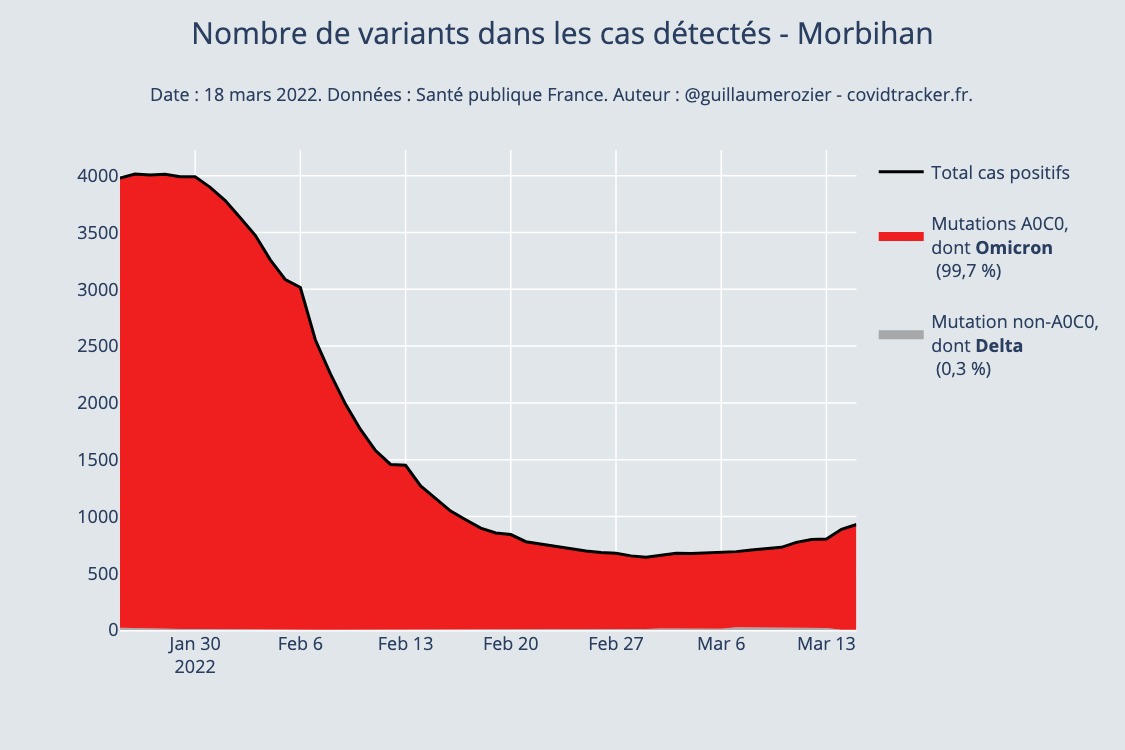 Nombre de variants dans les cas détectés - Morbihan
Date : 18 mars 2022. Données : Santé publique France. Auteur : @guillaumerozier - covidtracker.fr.
4000
3500
3000
2500
2000
1500
1000
500
0
Jan 30
2022
Feb 6
Feb 13
Feb 20
Feb 27
Mar 6
Mar 13
Total cas positifs
Mutations A0C0,
dont Omicron
(99,7 %)
Mutation non-A0C0,
dont Delta
(0,3 %)